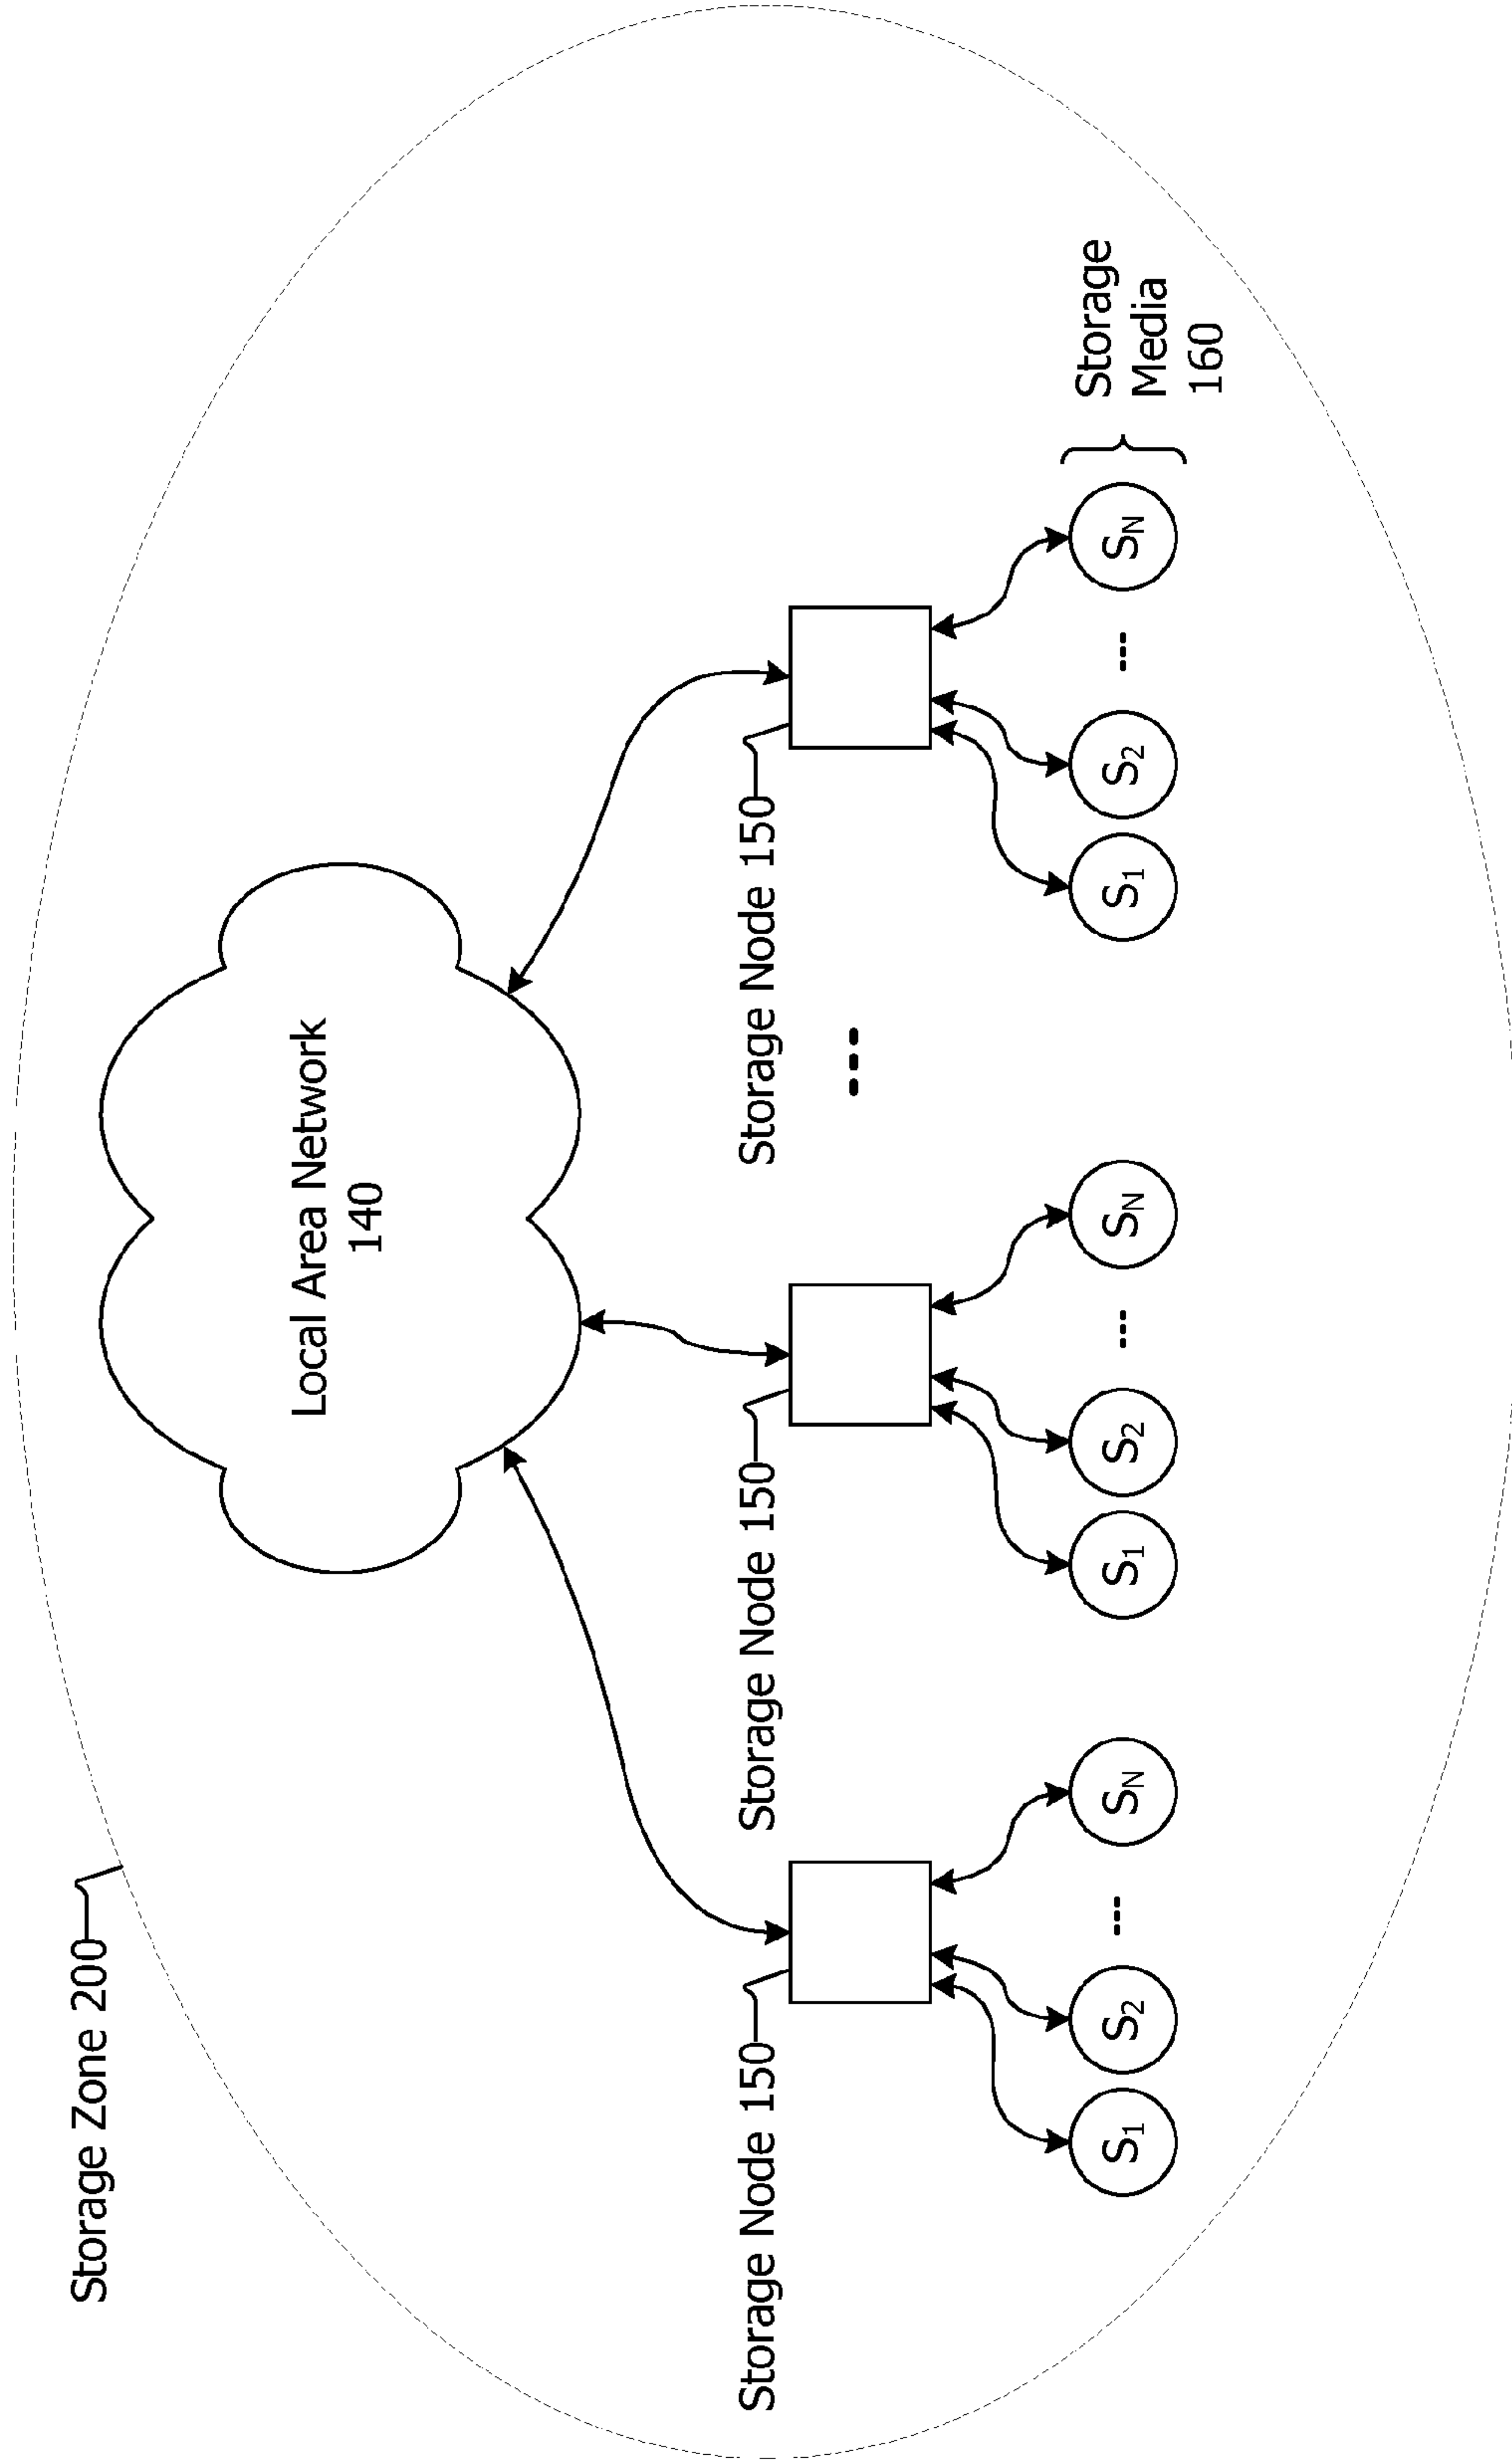 Storage Zone 200
Local Area Network
140
Storage Node 150
Storage Node 150
Storage Node 150
---
S1
S2
---
SN
S1
S2
---
SN
S1
S2
---
SN
Storage
Media
160